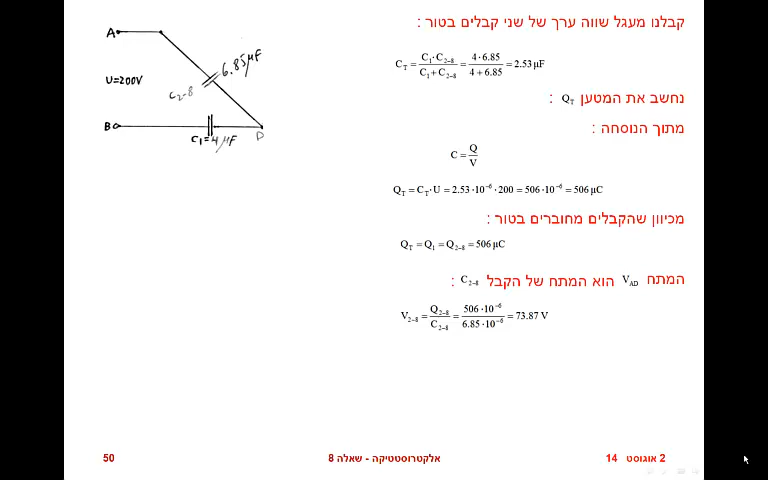 קבלנו מעגל שווה ערך של שני קבלים בטור :
C_T = C_1·C_2-8 / C_1+C_2-8 = 4·6.85 / 4+6.85 = 2.53 μF
נחשב את המטען Q_T :
מתוך הנוסחה :
C = Q / V
Q_T = C_T·U = 2.53·10^-6·200 = 506·10^-6 = 506 μC
מכיוון שהקבלים מחוברים בטור :
Q_T = Q_1 = Q_2-8 = 506 μC
המתח V_AD הוא המתח של הקבל C_2-8 :
V_2-8 = Q_2-8 / C_2-8 = 506·10^-6 / 6.85·10^-6 = 73.87 V
A
6.85μF
C2-8
U=200V
B
D
C1=4μF
2 אוגוסט 14
אלקטרוסטטיקה - שאלה 8
50